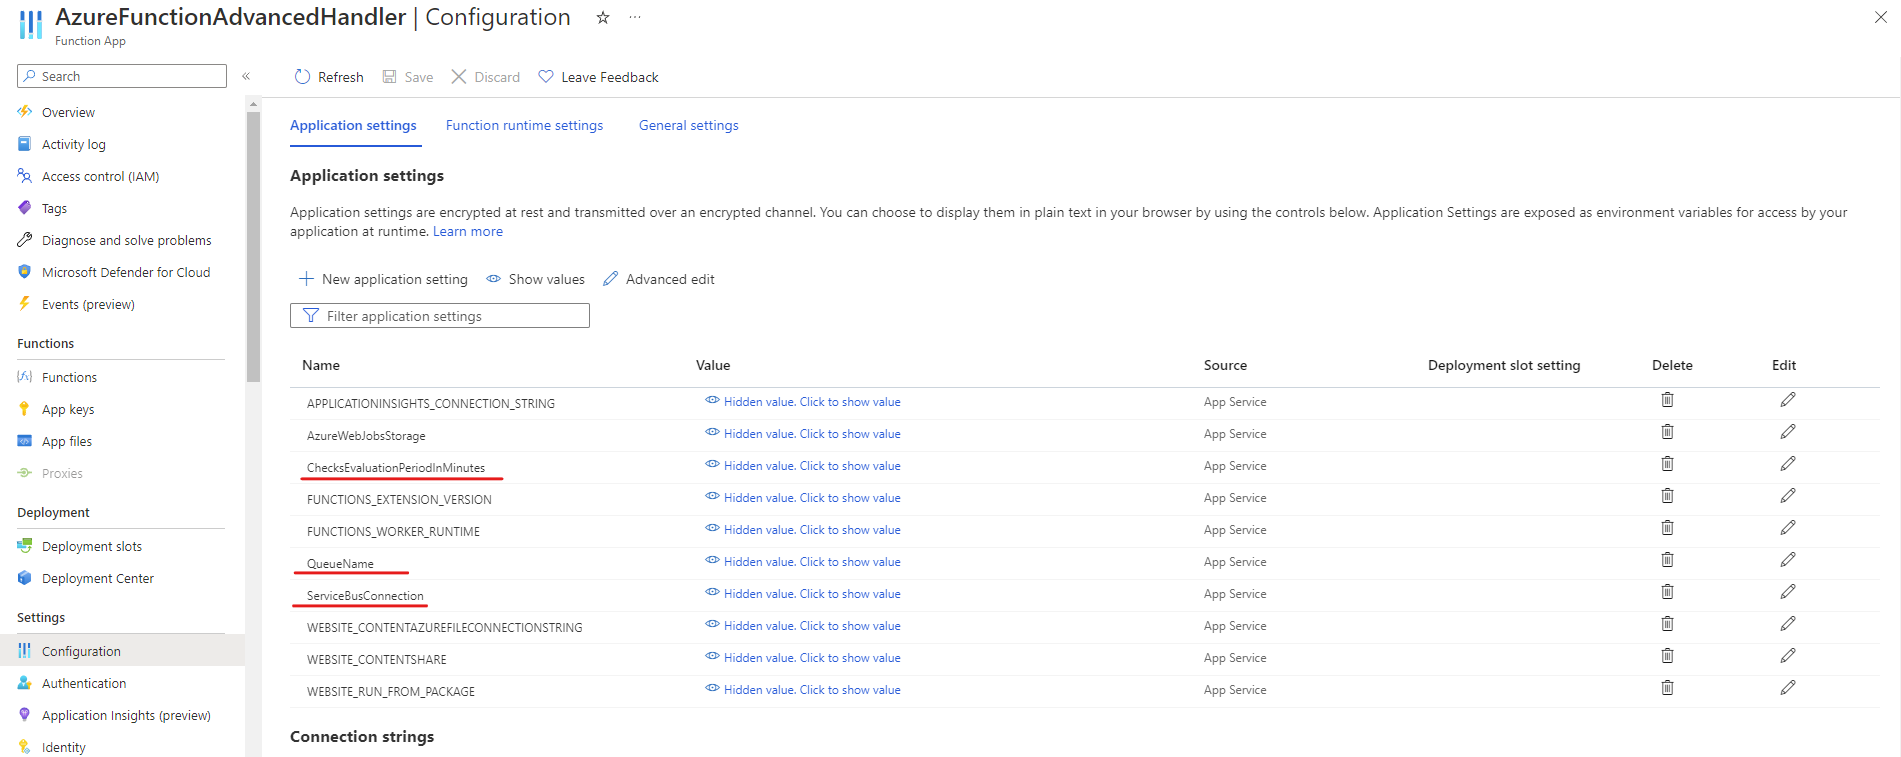 AzureFunctionAdvancedHandler | Configuration
Function App
Search
Refresh Save Discard Leave Feedback
Overview
Activity log
Access control (IAM)
Tags
Diagnose and solve problems
Microsoft Defender for Cloud
Events (preview)
Functions
Functions
App keys
App files
Proxies
Deployment
Deployment slots
Deployment Center
Settings
Configuration
Authentication
Application Insights (preview)
Identity
Application settings Function runtime settings General settings
Application settings
Application settings are encrypted at rest and transmitted over an encrypted channel. You can choose to display them in plain text in your browser by using the controls below. Application Settings are exposed as environment variables for access by your
application at runtime. Learn more
New application setting Show values Advanced edit
Filter application settings
Name Value Source Deployment slot setting Delete Edit
APPLICATIONINSIGHTS_CONNECTION_STRING Hidden value. Click to show value App Service
AzureWebJobsStorage Hidden value. Click to show value App Service
ChecksEvaluationPeriodInMinutes Hidden value. Click to show value App Service
FUNCTIONS_EXTENSION_VERSION Hidden value. Click to show value App Service
FUNCTIONS_WORKER_RUNTIME Hidden value. Click to show value App Service
QueueName Hidden value. Click to show value App Service
ServiceBusConnection Hidden value. Click to show value App Service
WEBSITE_CONTENTAZUREFILECONNECTIONSTRING Hidden value. Click to show value App Service
WEBSITE_CONTENTSHARE Hidden value. Click to show value App Service
WEBSITE_RUN_FROM_PACKAGE Hidden value. Click to show value App Service
Connection strings